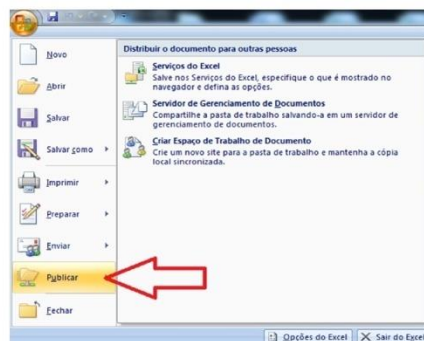 Novo
Abrir
Salvar
Salvar como
Imprimir
Preparar
Enviar
Publicar
Fechar
Distribuir o documento para outras pessoas
Serviços do Excel
Salve nos Serviços do Excel, especifique o que é mostrado no
navegador e defina as opções.
Servidor de Gerenciamento de Documentos
Compartilhe a pasta de trabalho salvando-a em um servidor de
gerenciamento de documentos.
Criar Espaço de Trabalho de Documento
Crie um novo site para a pasta de trabalho e mantenha a cópia
local sincronizada.
Opções do Excel
Sair do Excel